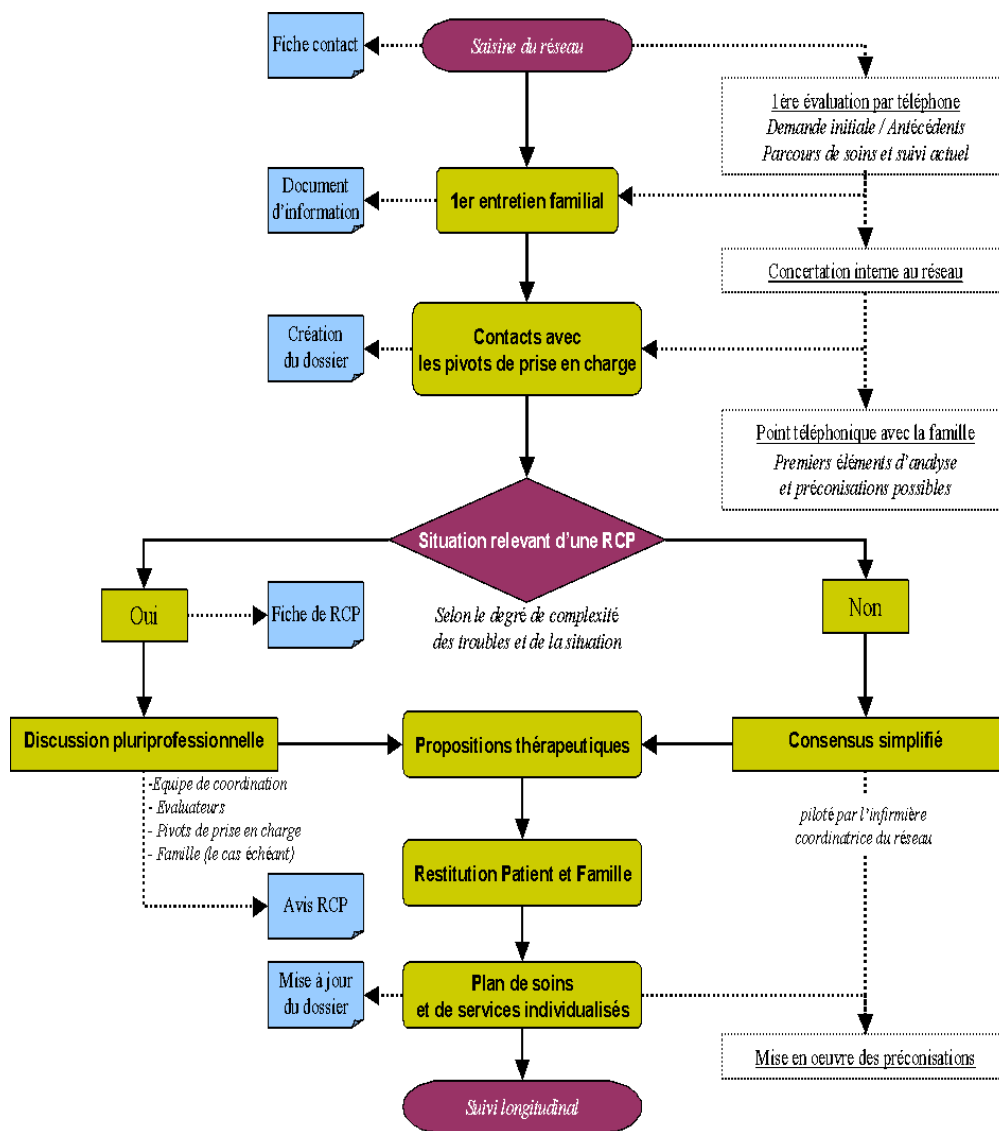 Fiche contact
Saisine du réseau
1ère évaluation par téléphone
Demande initiale / Antécédents
Parcours de soins et suivi actuel
Document
d'information
1er entretien familial
Concertation interne au réseau
Création
du dossier
Contacts avec
les pivots de prise en charge
Point téléphonique avec la famille
Premiers éléments d'analyse
et préconisations possibles
Situation relevant d'une RCP
Oui
Fiche de RCP
Selon le degré de complexité
des troubles et de la situation
Non
Discussion pluriprofessionnelle
Propositions thérapeutiques
Consensus simplifié
-Equipe de coordination
- Evaluateurs
- Pivots de prise en charge
- Famille (le cas échéant)
piloté par l'infirmière
coordinatrice du réseau
Restitution Patient et Famille
Avis RCP
Mise à jour
du dossier
Plan de soins
et de services individualisés
Mise en oeuvre des préconisations
Suivi longitudinal